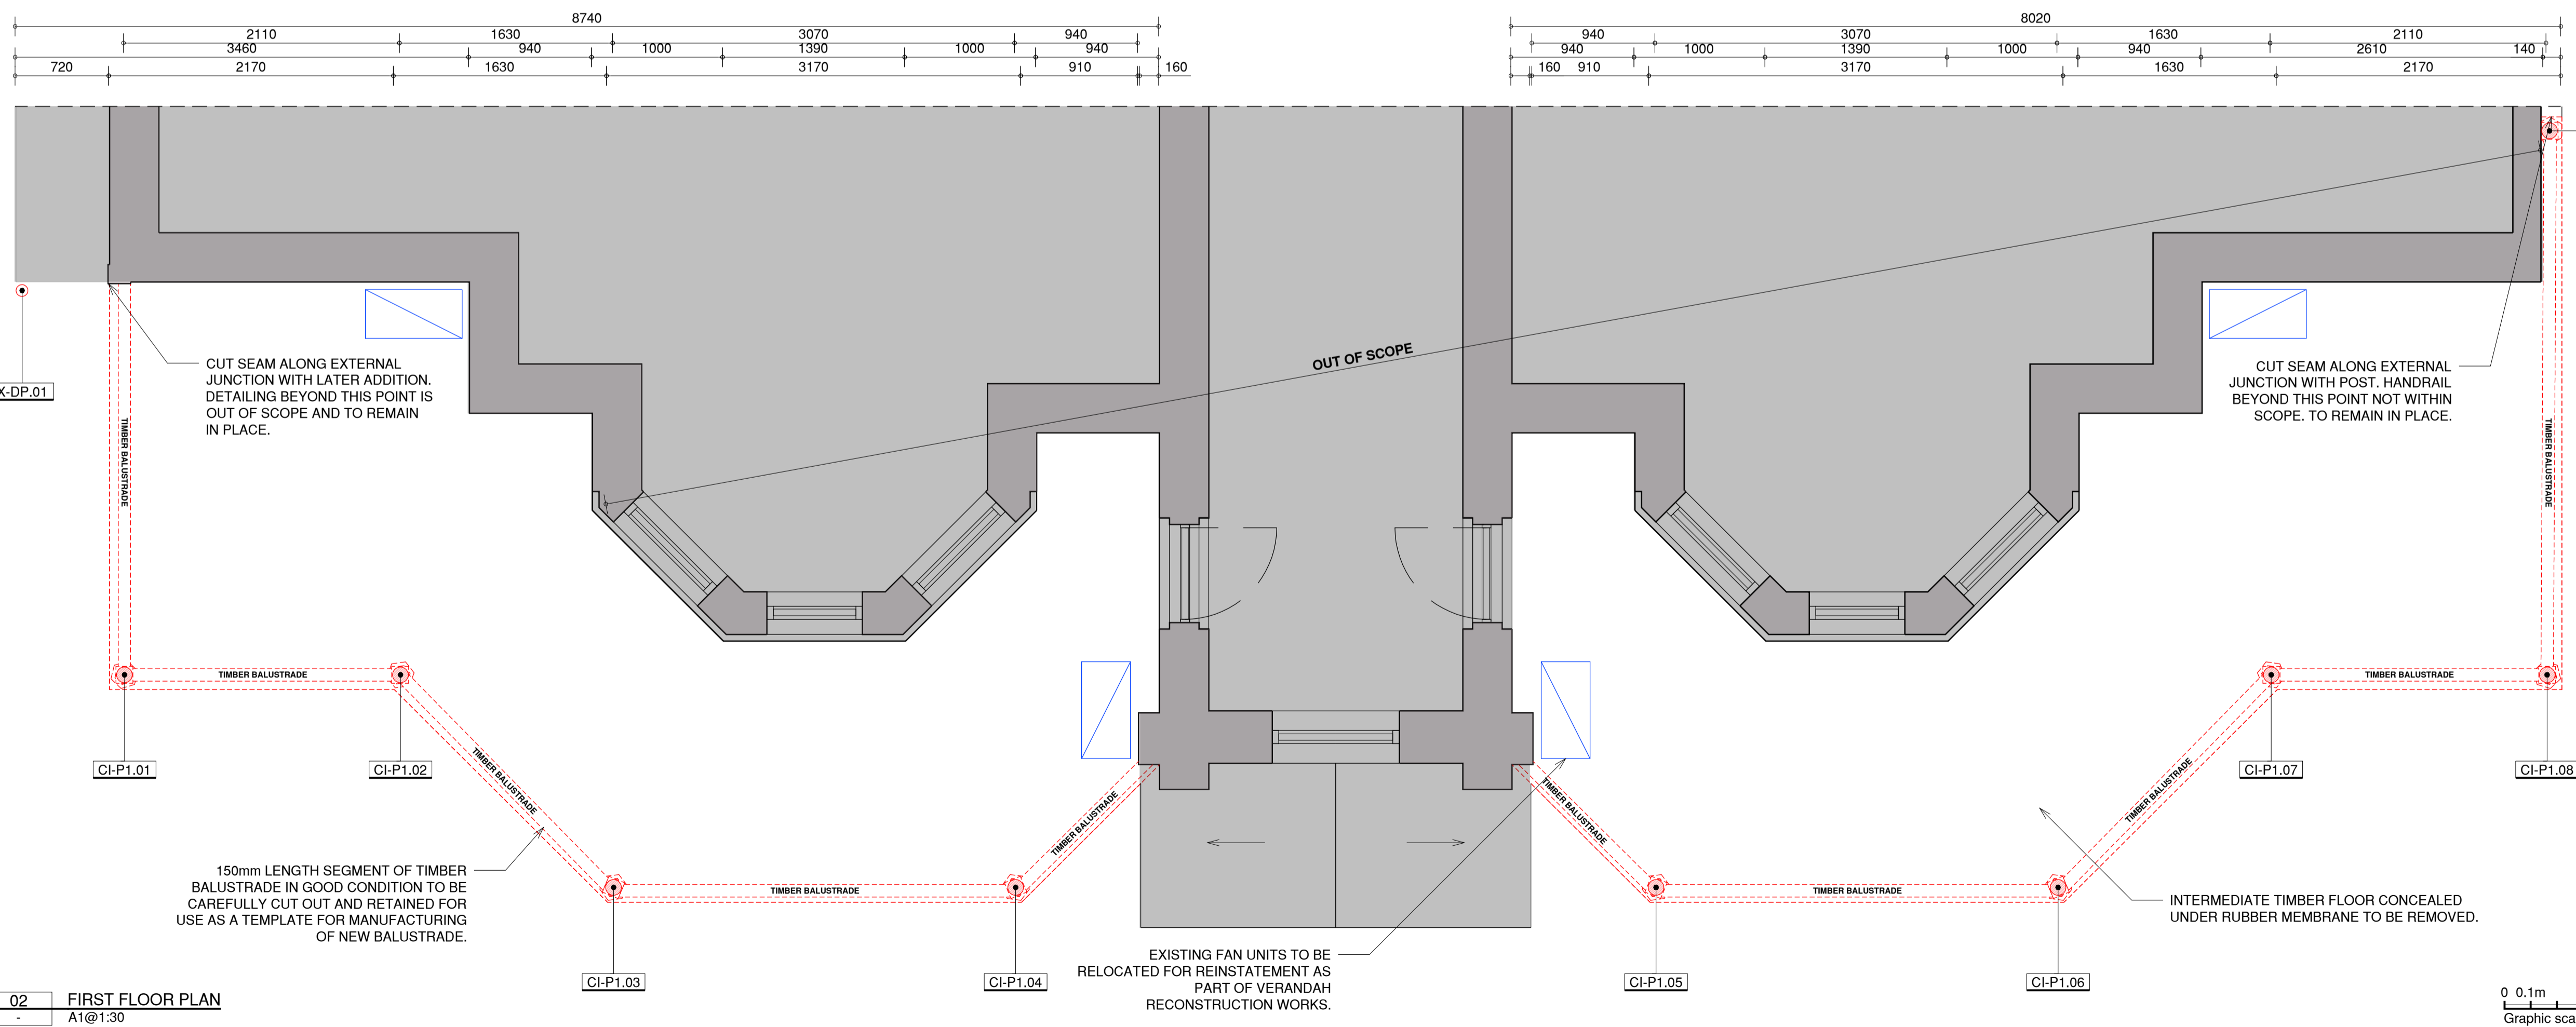 8740
8020
2110
1630
3070
940
940
3070
1630
2110
3460
940
1000
1390
1000
940
940
1000
1390
1000
940
2610
140
720
2170
1630
3170
910
160
160
910
3170
1630
2170
OUT OF SCOPE
CUT SEAM ALONG EXTERNAL
JUNCTION WITH LATER ADDITION.
DETAILING BEYOND THIS POINT IS
OUT OF SCOPE AND TO REMAIN
IN PLACE.
CUT SEAM ALONG EXTERNAL
JUNCTION WITH POST. HANDRAIL
BEYOND THIS POINT NOT WITHIN
SCOPE. TO REMAIN IN PLACE.
X-DP.01
TIMBER BALUSTRADE
TIMBER BALUSTRADE
TIMBER BALUSTRADE
TIMBER BALUSTRADE
CI-P1.01
CI-P1.02
CI-P1.07
CI-P1.08
TIMBER BALUSTRADE
TIMBER BALUSTRADE
TIMBER BALUSTRADE
TIMBER BALUSTRADE
TIMBER BALUSTRADE
TIMBER BALUSTRADE
150mm LENGTH SEGMENT OF TIMBER
BALUSTRADE IN GOOD CONDITION TO BE
CAREFULLY CUT OUT AND RETAINED FOR
USE AS A TEMPLATE FOR MANUFACTURING
OF NEW BALUSTRADE.
INTERMEDIATE TIMBER FLOOR CONCEALED
UNDER RUBBER MEMBRANE TO BE REMOVED.
EXISTING FAN UNITS TO BE
RELOCATED FOR REINSTATEMENT AS
PART OF VERANDAH
RECONSTRUCTION WORKS.
CI-P1.03
CI-P1.04
CI-P1.05
CI-P1.06
02 FIRST FLOOR PLAN
- A1@1:30
0 0.1m
Graphic sca